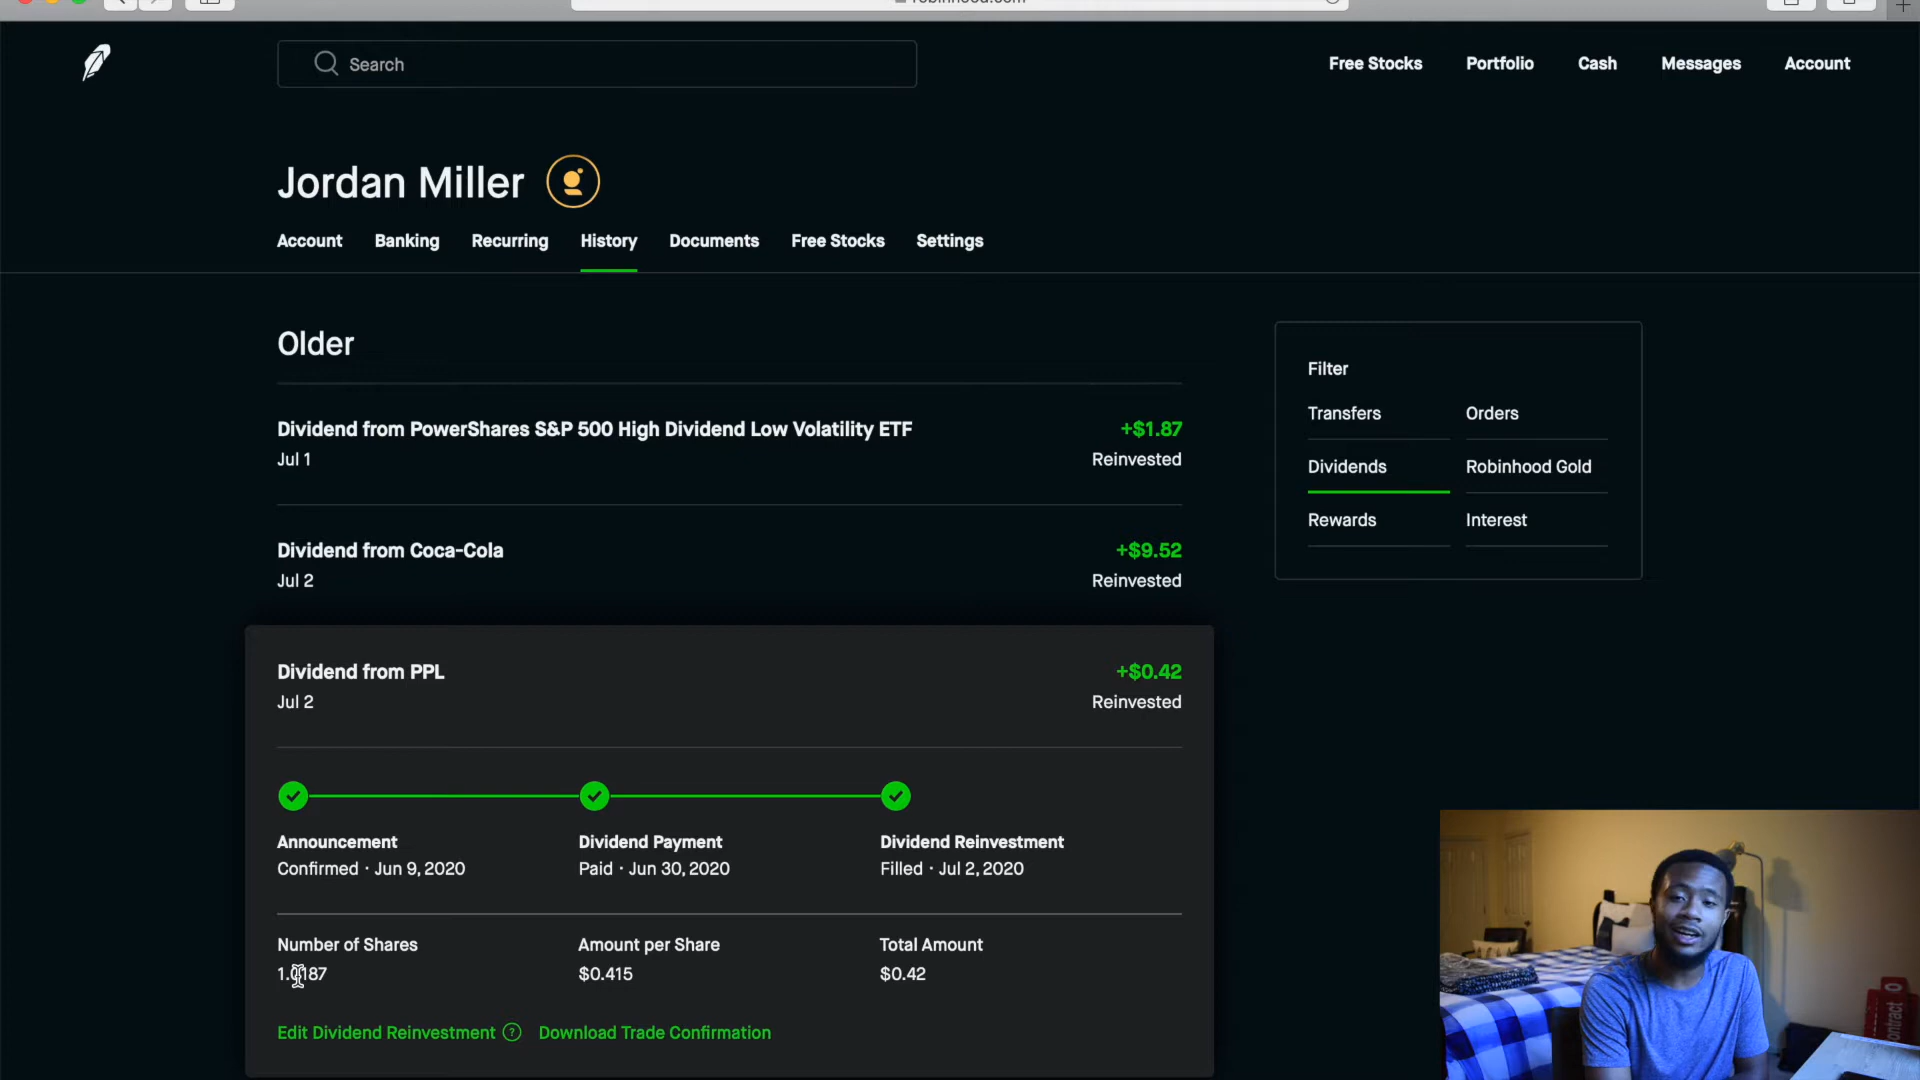 Search
Free Stocks Portfolio Cash Messages Account
Jordan Miller
Account Banking Recurring History Documents Free Stocks Settings
Older
Dividend from PowerShares S&P 500 High Dividend Low Volatility ETF +$1.87
Jul 1 Reinvested
Dividend from Coca-Cola +$9.52
Jul 2 Reinvested
Dividend from PPL +$0.42
Jul 2 Reinvested
Announcement Dividend Payment Dividend Reinvestment
Confirmed · Jun 9, 2020 Paid · Jun 30, 2020 Filled · Jul 2, 2020
Number of Shares Amount per Share Total Amount
1.0187 $0.415 $0.42
Edit Dividend Reinvestment ? Download Trade Confirmation
Filter
Transfers Orders
Dividends Robinhood Gold
Rewards Interest